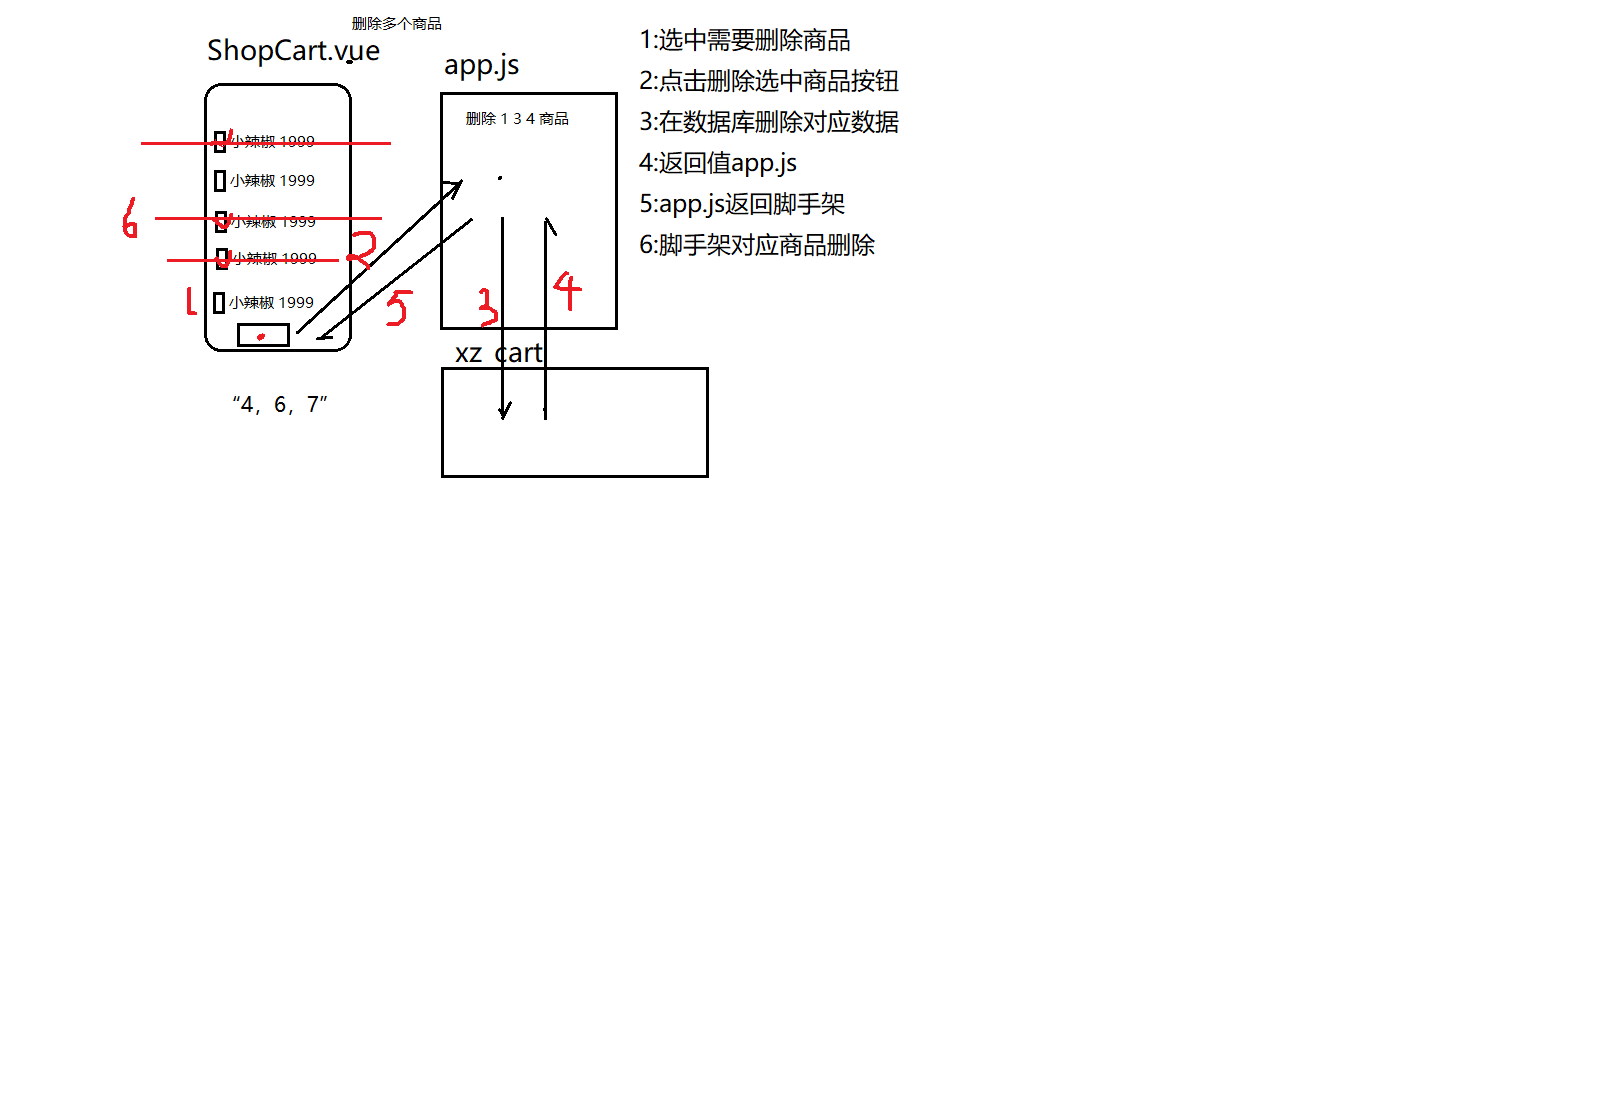 删除多个商品
ShopCart.vue
app.js
小辣椒 1999
小辣椒 1999
小辣椒 1999
小辣椒 1999
小辣椒 1999
6
1
2
5
3
4
删除 1 3 4 商品
xz cart
“4，6，7”
1:选中需要删除商品
2:点击删除选中商品按钮
3:在数据库删除对应数据
4:返回值app.js
5:app.js返回脚手架
6:脚手架对应商品删除